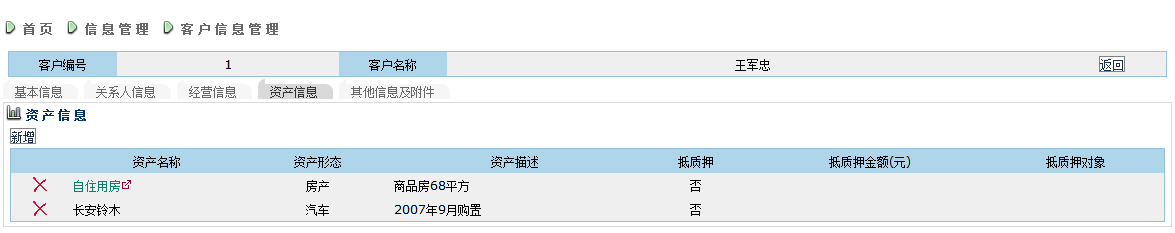 首页 信息管理 客户信息管理
客户编号 1 客户名称 王军忠 返回
基本信息 关系人信息 经营信息 资产信息 其他信息及附件
资产信息
新增
资产名称 资产形态 资产描述 抵质押 抵质押金额(元) 抵质押对象
自住用房 房产 商品房68平方 否
长安铃木 汽车 2007年9月购置 否